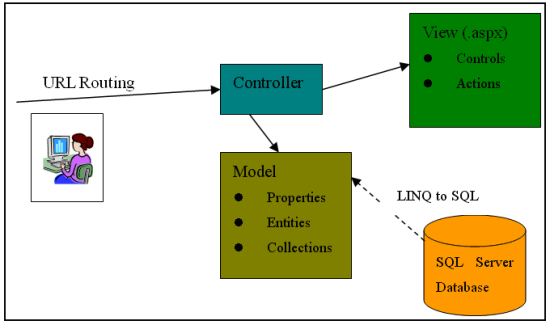 View (.aspx)
Controls
Actions
URL Routing
Controller
Model
Properties
Entities
Collections
LINQ to SQL
SQL Server
Database